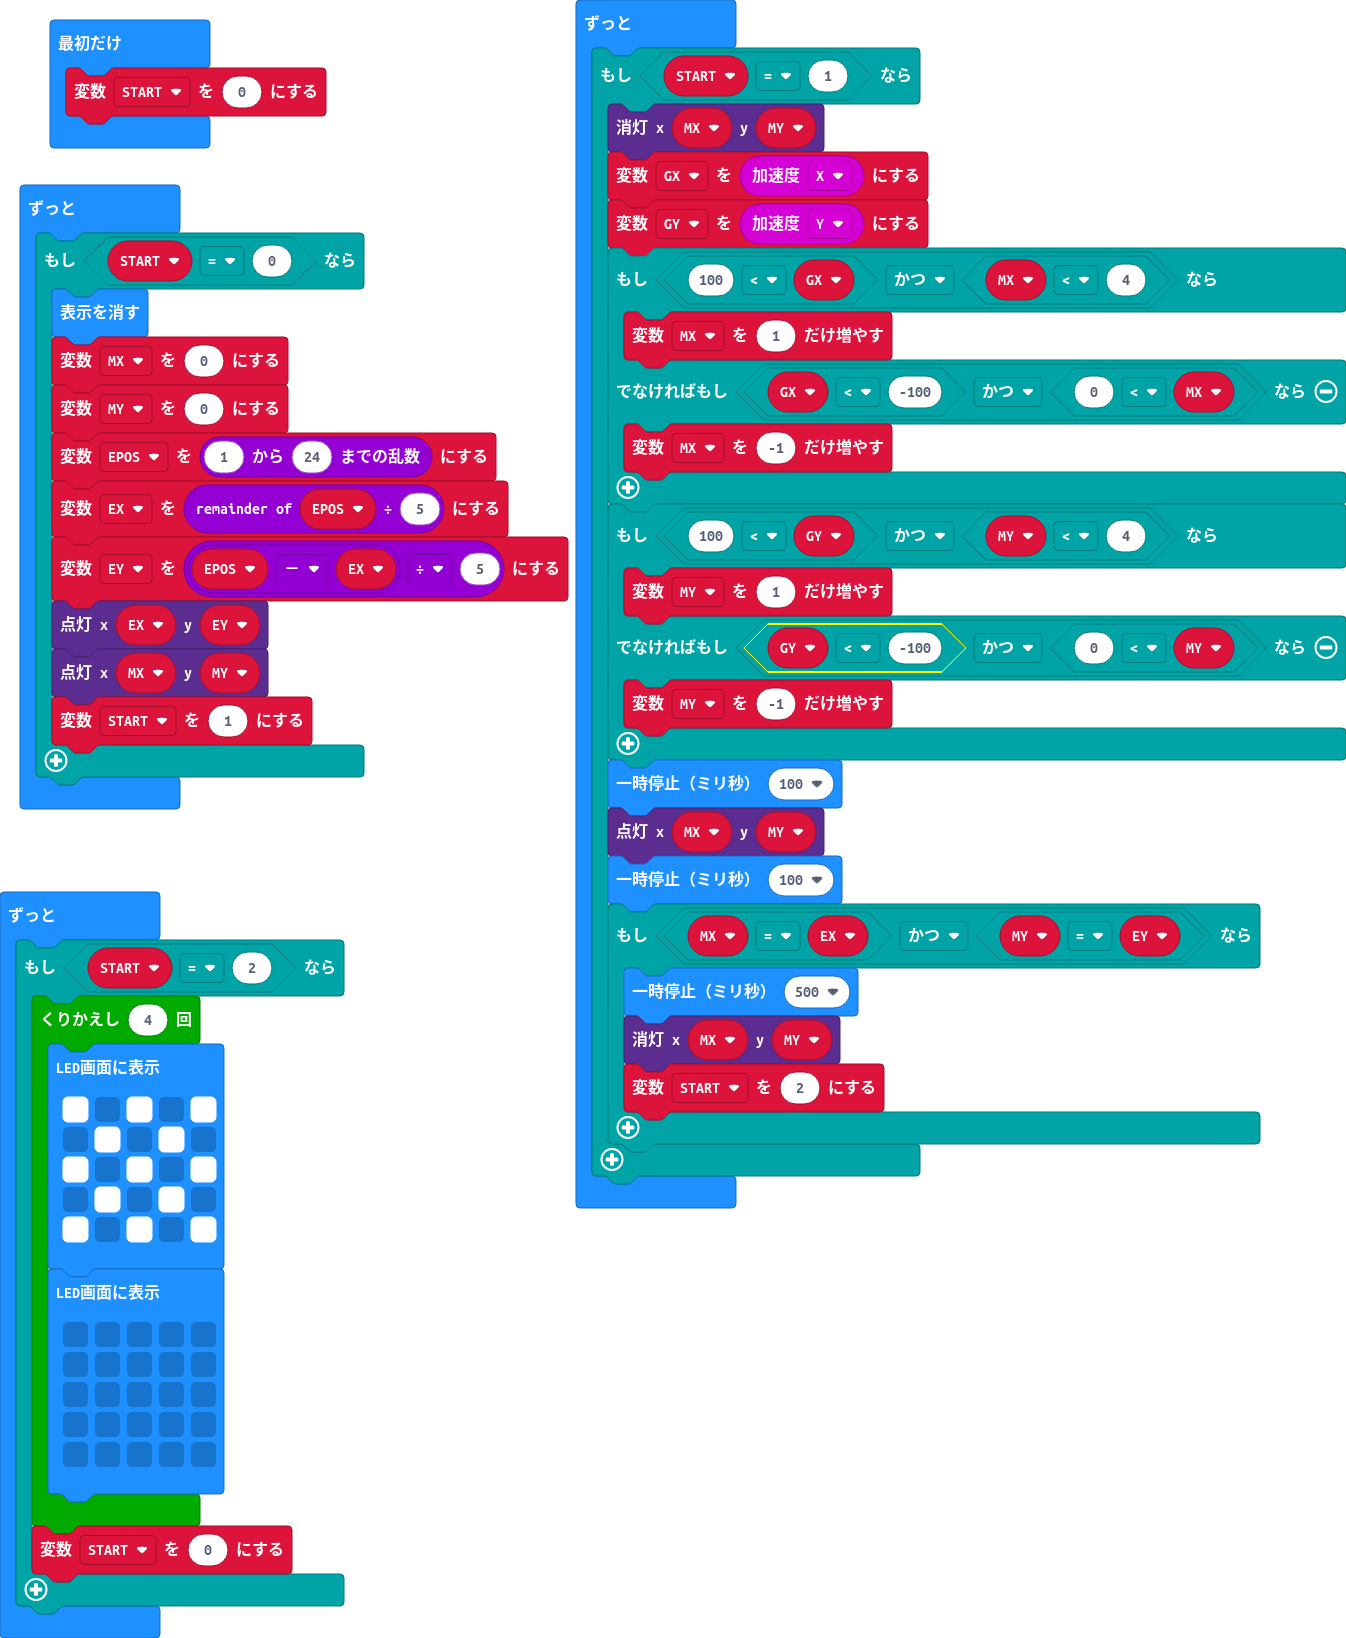 最初だけ
変数 START を 0 にする
ずっと
もし START = 0 なら
表示を消す
変数 MX を 0 にする
変数 MY を 0 にする
変数 EPOS を 1 から 24 までの乱数 にする
変数 EX を remainder of EPOS ÷ 5 にする
変数 EY を EPOS － EX ÷ 5 にする
点灯 x EX y EY
点灯 x MX y MY
変数 START を 1 にする
ずっと
もし START = 2 なら
くりかえし 4 回
LED画面に表示
LED画面に表示
変数 START を 0 にする
ずっと
もし START = 1 なら
消灯 x MX y MY
変数 GX を 加速度 X にする
変数 GY を 加速度 Y にする
もし 100 < GX かつ MX < 4 なら
変数 MX を 1 だけ増やす
でなければもし GX < -100 かつ 0 < MX なら
変数 MX を -1 だけ増やす
もし 100 < GY かつ MY < 4 なら
変数 MY を 1 だけ増やす
でなければもし GY < -100 かつ 0 < MY なら
変数 MY を -1 だけ増やす
一時停止（ミリ秒） 100
点灯 x MX y MY
一時停止（ミリ秒） 100
もし MX = EX かつ MY = EY なら
一時停止（ミリ秒） 500
消灯 x MX y MY
変数 START を 2 にする